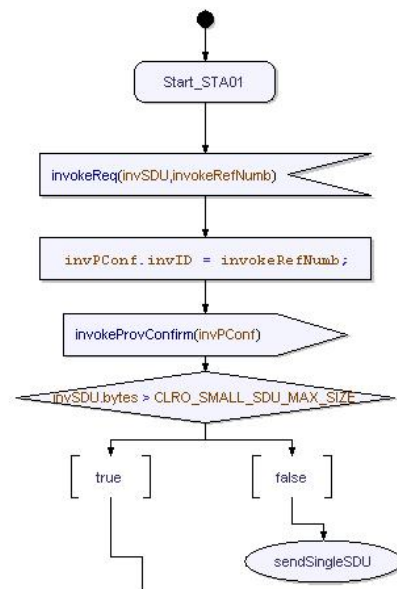 Start_STA01
invokeReq(invSDU,invokeRefNumb)
invPConf.invID = invokeRefNumb;
invokeProvConfirm(invPConf)
invSDU.bytes > CLRO_SMALL_SDU_MAX_SIZE
true
false
sendSingleSDU